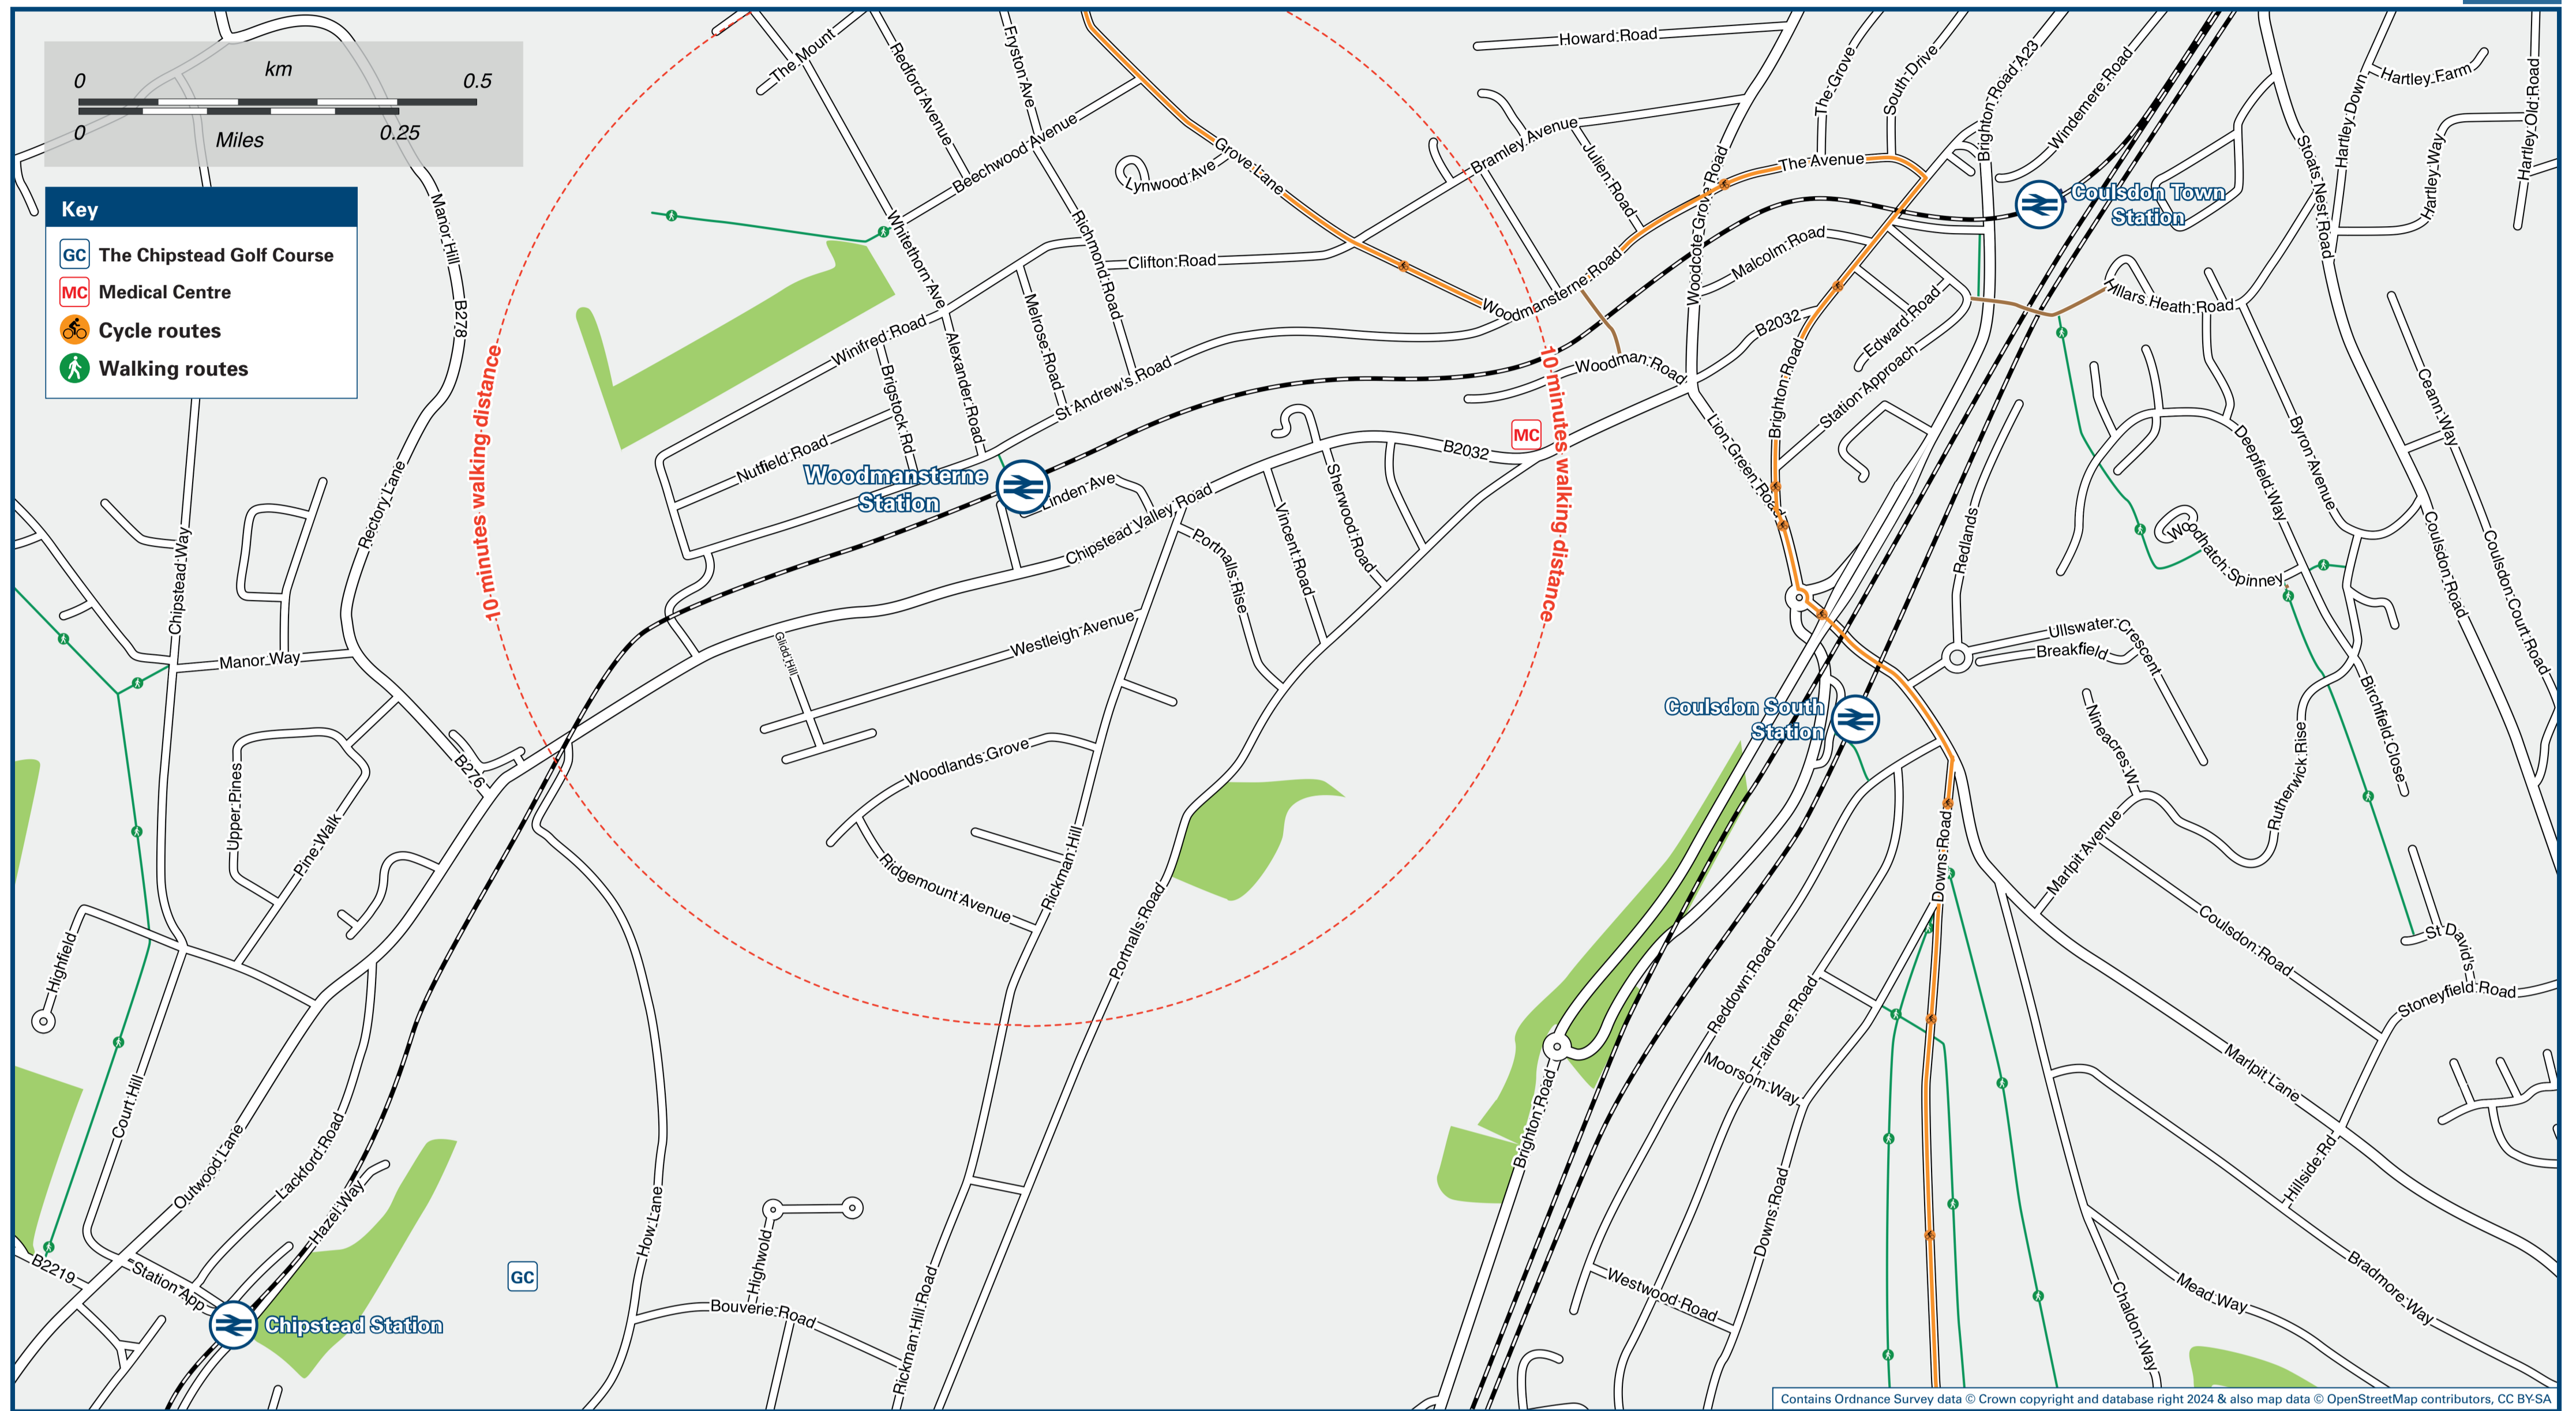 0
km
0.5
0
Miles
0.25
Key
GC The Chipstead Golf Course
MC Medical Centre
Cycle routes
Walking routes
The Mount
Redford Avenue
Fryston Ave
Beechwood Avenue
Lynwood Ave
Grove Lane
Howard Road
Bramley Avenue
Julien Road
The Avenue
The Grove
South Drive
Brighton Road A23
Windermere Road
Stoats Nest Road
Hartley Down
Hartley Farm
Hartley Way
Hartley Old Road
Coulsdon Town
Station
Manor Hill
B278
Whitethorn Ave
Richmond Road
Clifton Road
Woodmansterne Road
Woodcote Grove Road
Malcolm Road
B2032
Edward Road
Station Approach
Brighton Road
Winifred Road
Melrose Road
Alexander Road
Brigstock Rd
St Andrew's Road
Nutfield Road
Woodman Road
MC
B2032
Lion Green Road
10 minutes walking distance
10 minutes walking distance
Woodmansterne
Station
Linden Ave
Chipstead Valley Road
Vincent Road
Sherwood Road
Portnalls Rise
Westleigh Avenue
Glidd Hill
Rectory Lane
Chipstead Way
Manor Way
B276
Upper Pines
Pine Walk
Woodlands Grove
Ridgemount Avenue
Rickman Hill
Portnalls Road
Coulsdon South
Station
Redlands
Ullswater Crescent
Breakfield
Deepfield Way
Byron Avenue
Ceann Way
Coulsdon Road
Coulsdon Court Road
Woodhatch Spinney
Birchfield Close
Nineacres W
Rutherwick Rise
Marlpit Avenue
Coulsdon Road
St David's
Stoneyfield Road
Downs Road
Reddown Road
Fairdene Road
Moorsom Way
Marlpit Lane
Hillside Rd
Brighton Road
Highfield
Court Hill
Outwood Lane
Lackford Road
Hazel Way
B2219
Station App
Chipstead Station
GC
How Lane
Highwold
Bouverie Road
Rickman Hill Road
Downs Road
Westwood Road
Chaldon Way
Mead Way
Bradmore Way
Contains Ordnance Survey data © Crown copyright and database right 2024 & also map data © OpenStreetMap contributors, CC BY-SA